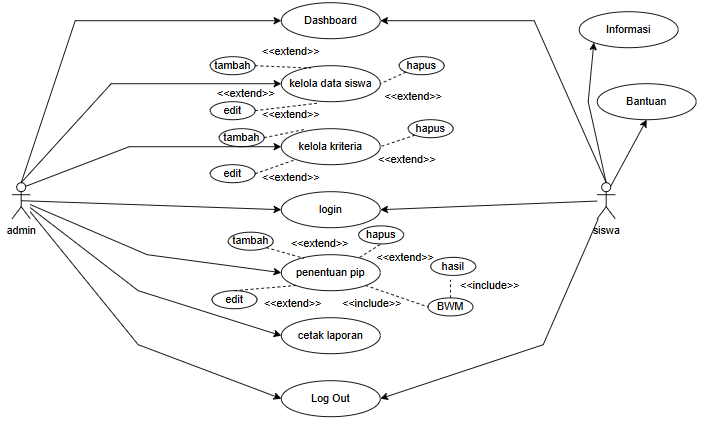 Dashboard
Informasi
<<extend>>
tambah
hapus
kelola data siswa
<<extend>>
<<extend>>
Bantuan
edit
<<extend>>
tambah
hapus
kelola kriteria
<<extend>>
edit
<<extend>>
login
admin
siswa
tambah
<<extend>>
hapus
<<extend>>
penentuan pip
hasil
<<include>>
edit
<<extend>>
<<include>>
BWM
cetak laporan
Log Out